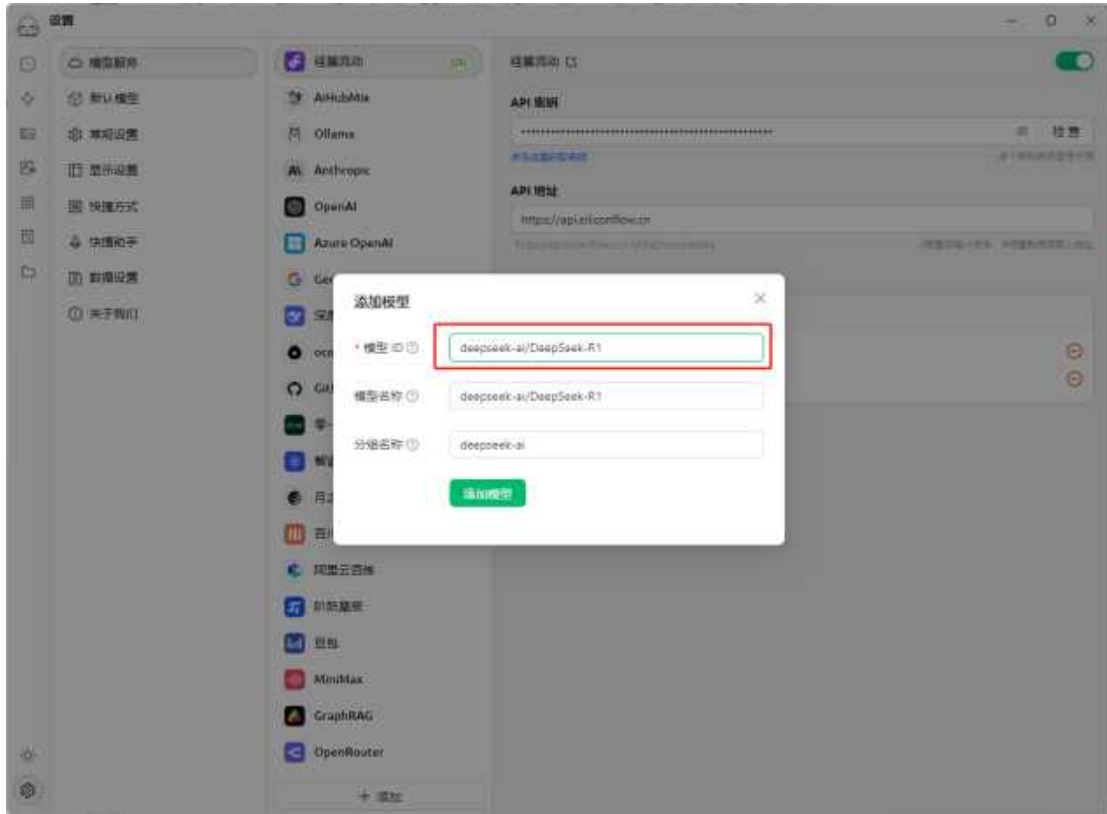 设置
模型服务
默认模型
常规设置
显示设置
快捷方式
快捷助手
数据设置
关于我们
硅基流动
ON
AiHubMix
Ollama
Anthropic
OpenAI
Azure OpenAI
阿里云百炼
阶跃星辰
豆包
MiniMax
GraphRAG
OpenRouter
添加
硅基流动
API 密钥
检查
API 地址
https://api.siliconflow.cn
添加模型
* 模型 ID
deepseek-ai/DeepSeek-R1
模型名称
deepseek-ai/DeepSeek-R1
分组名称
deepseek-ai
添加模型